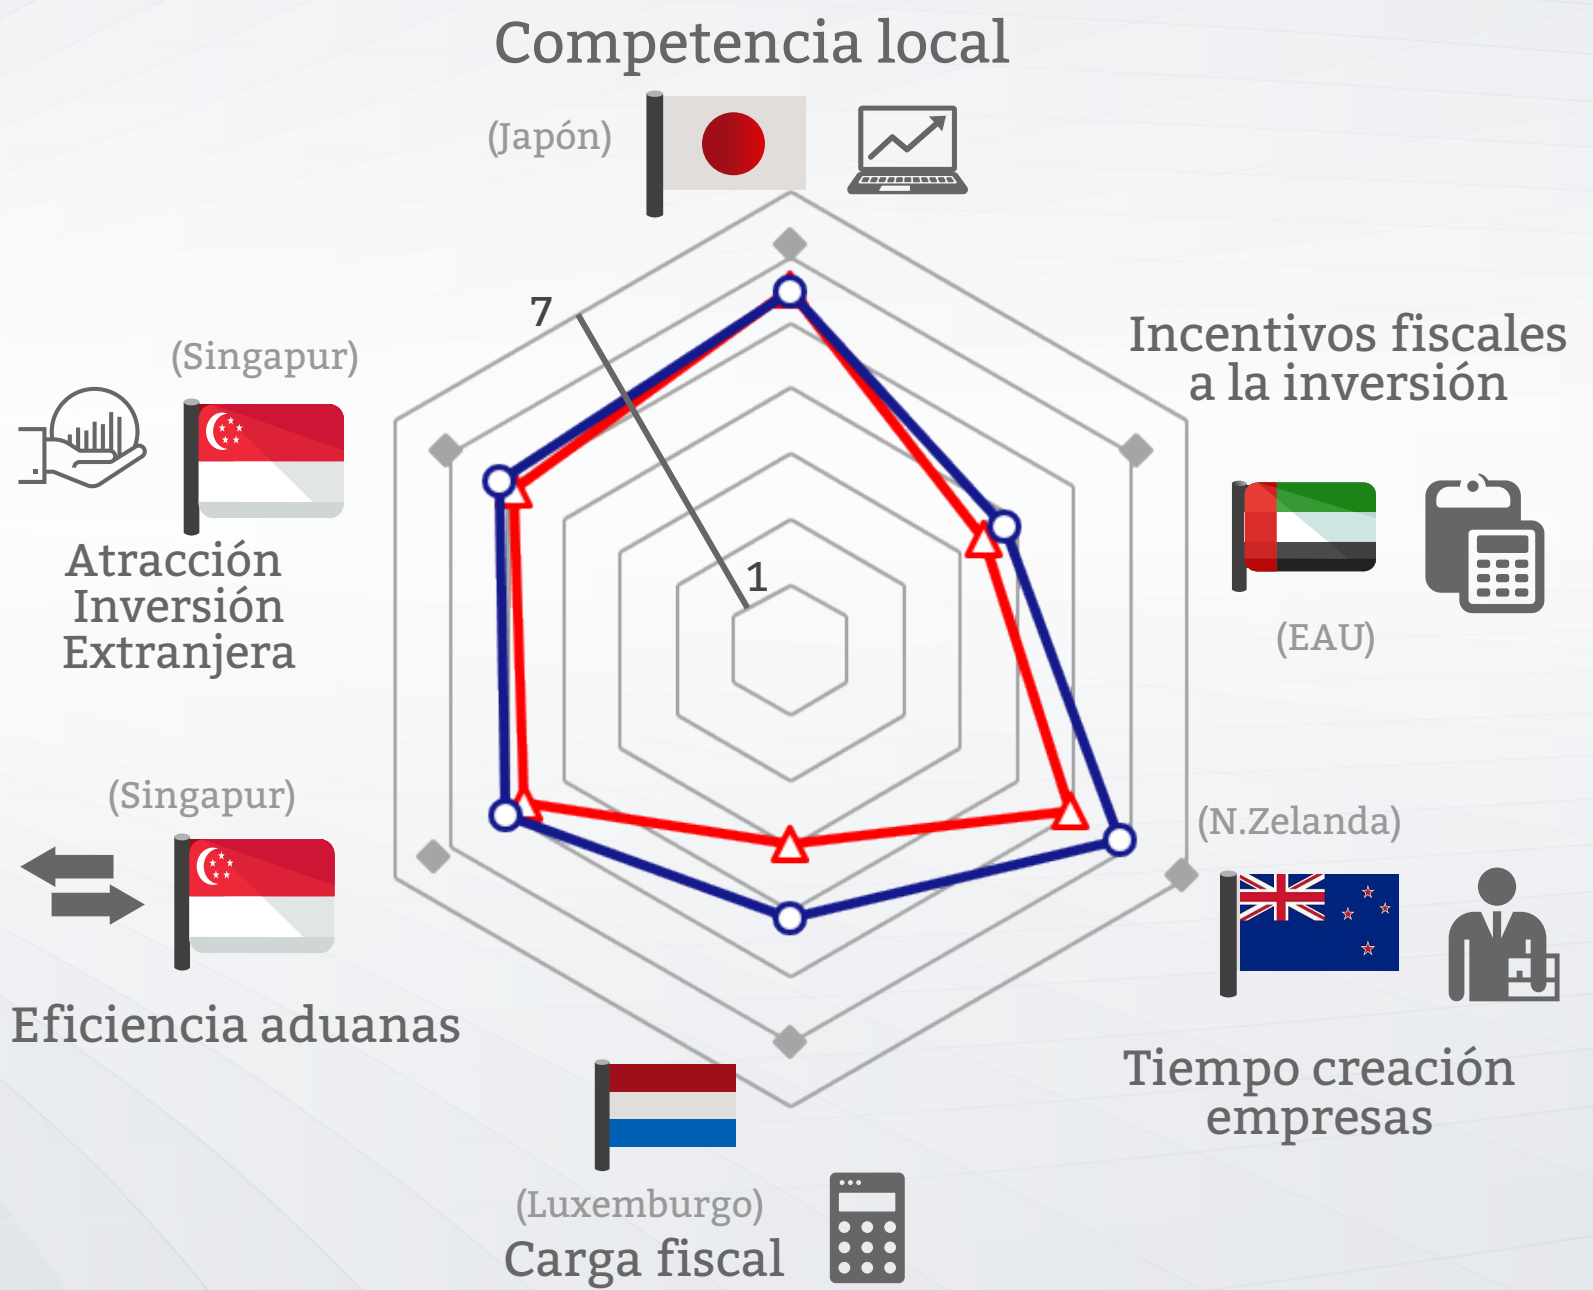 Competencia local
(Japón)
7
1
Incentivos fiscales
a la inversión
(EAU)
(Singapur)
Atracción
Inversión
Extranjera
(Singapur)
Eficiencia aduanas
(N.Zelanda)
Tiempo creación
empresas
(Luxemburgo)
Carga fiscal